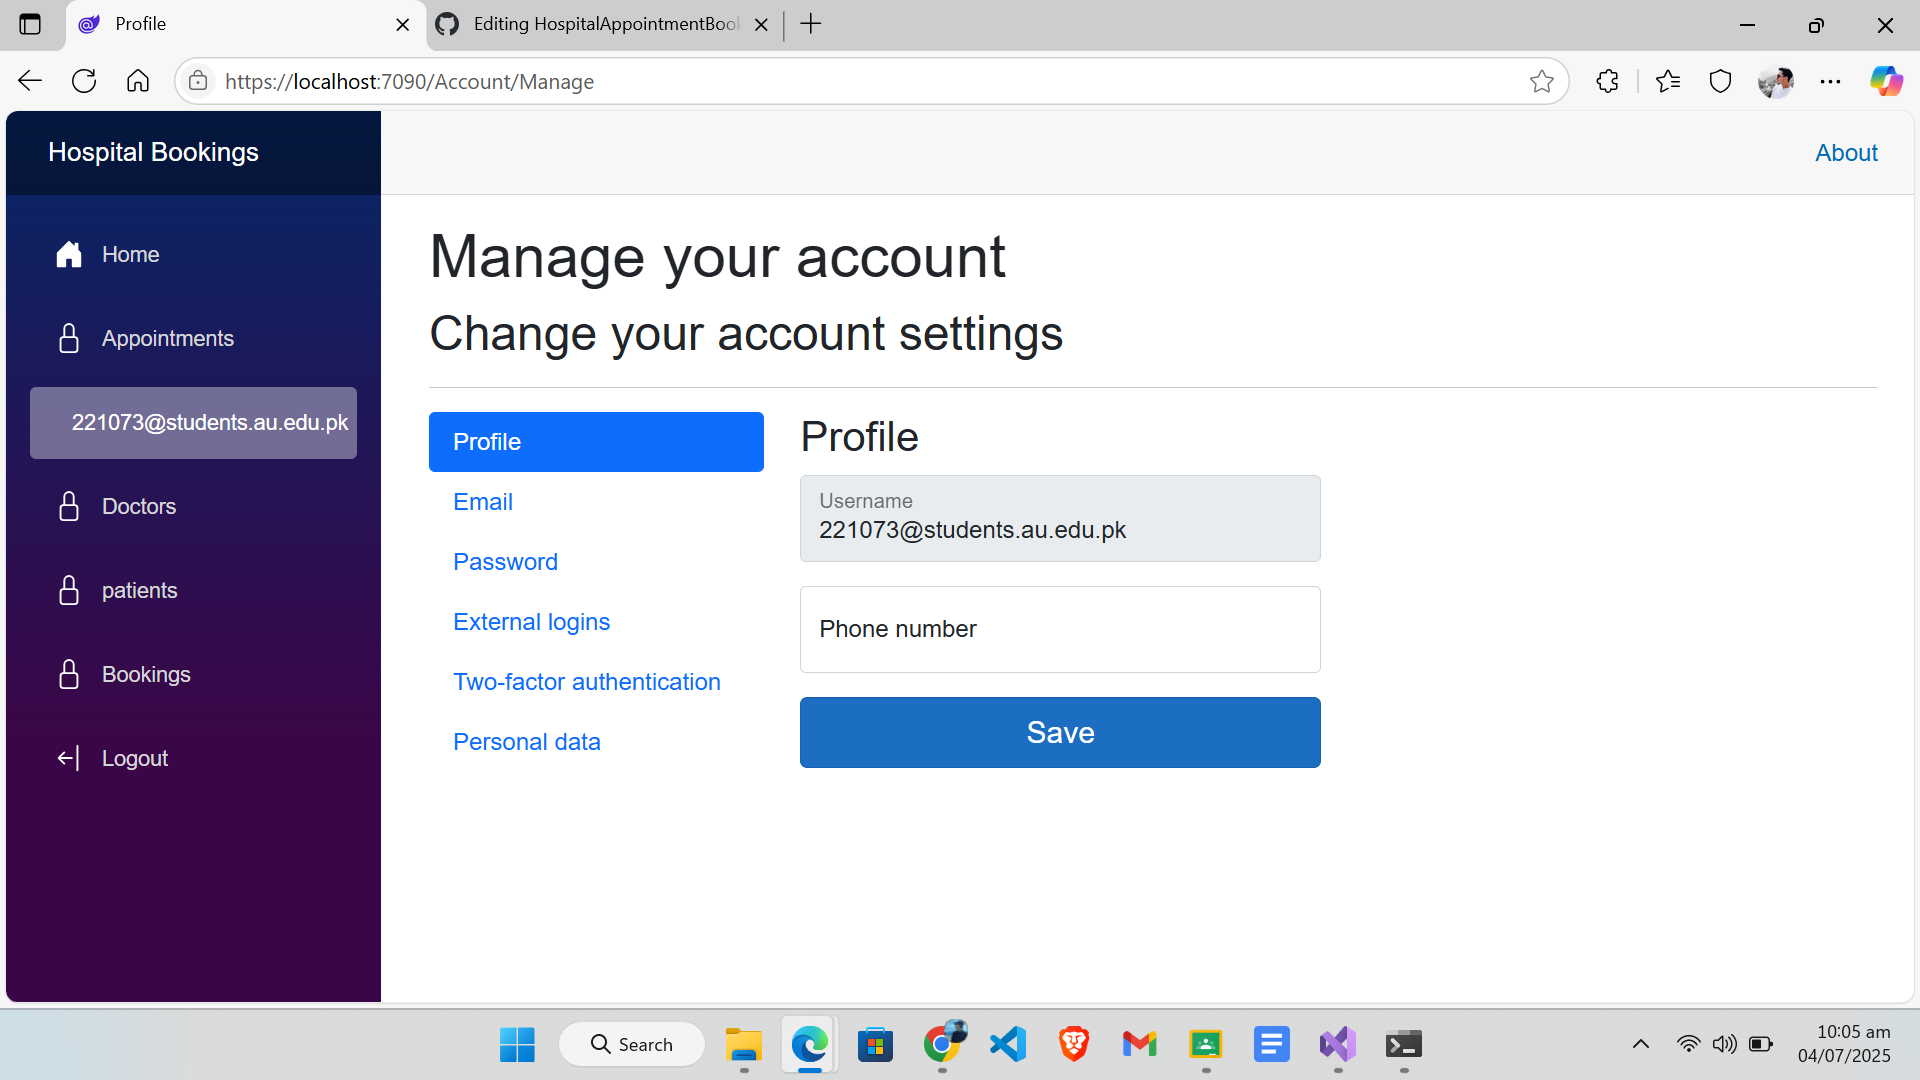 Profile
Editing HospitalAppointmentBook
https://localhost:7090/Account/Manage
Hospital Bookings
About
Home
Appointments
221073@students.au.edu.pk
Doctors
patients
Bookings
Logout
Manage your account
Change your account settings
Profile
Email
Password
External logins
Two-factor authentication
Personal data
Profile
Username
221073@students.au.edu.pk
Phone number
Save
Search
10:05 am
04/07/2025